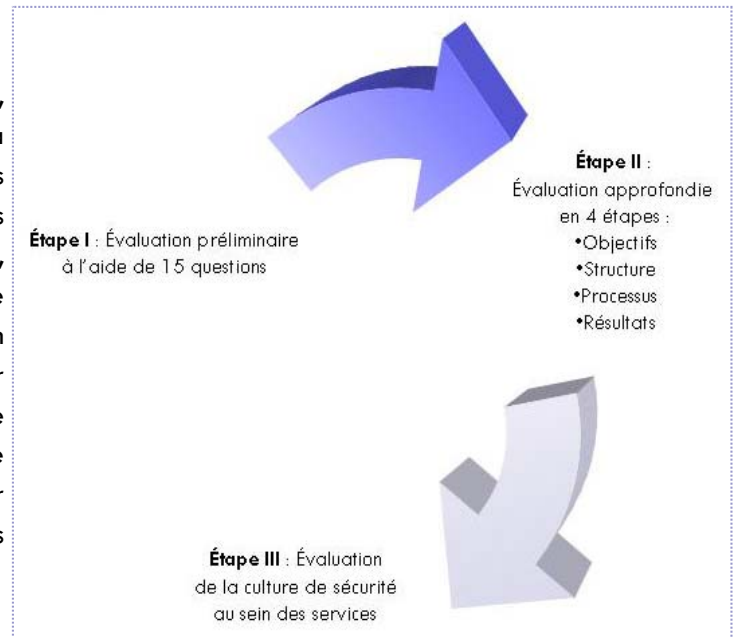 Étape I : Évaluation préliminaire
à l'aide de 15 questions
Étape II :
Évaluation approfondie
en 4 étapes :
•Objectifs
•Structure
•Processus
•Résultats
Étape III : Évaluation
de la culture de sécurité
au sein des services